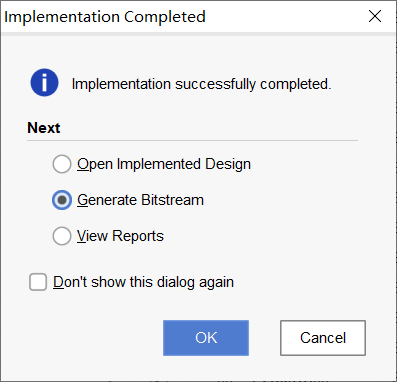 Implementation Completed
Implementation successfully completed.
Next
Open Implemented Design
Generate Bitstream
View Reports
Don't show this dialog again
OK
Cancel